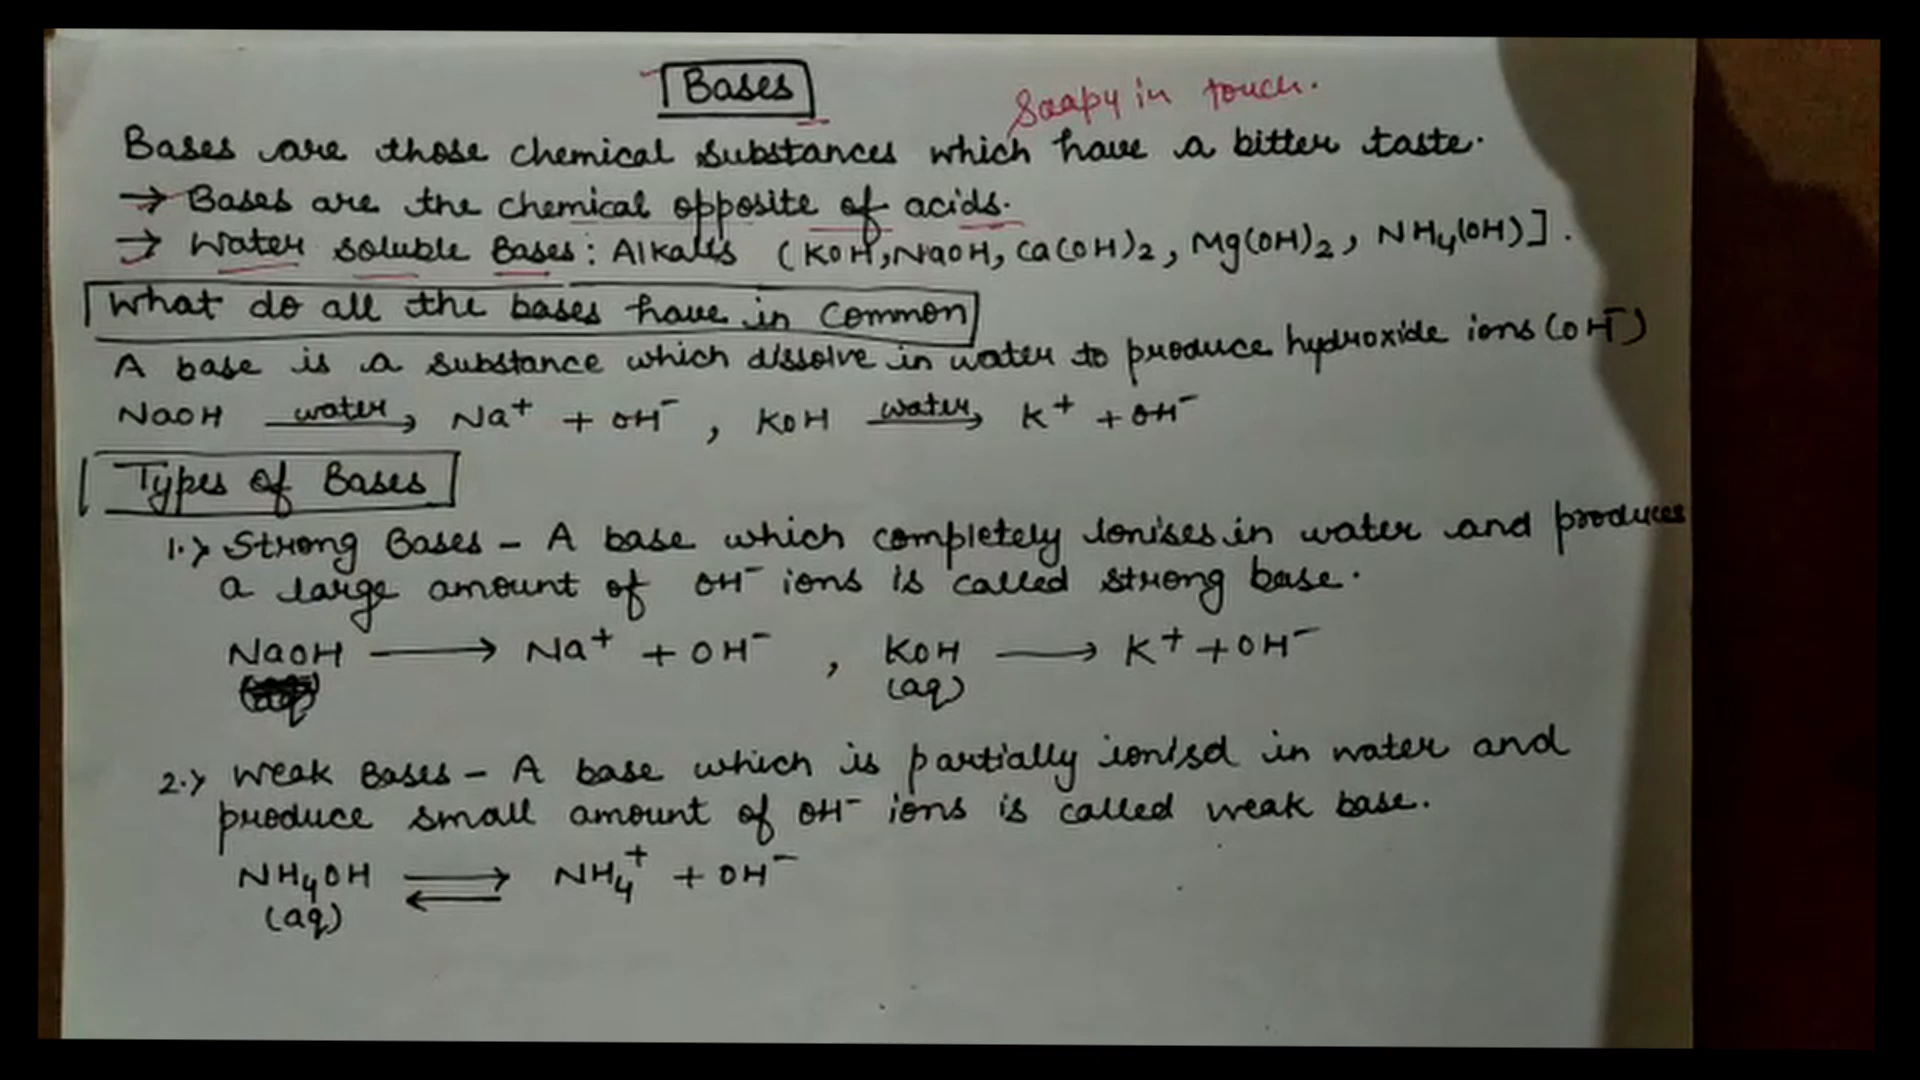 Bases
Soapy in touch.
Bases are those chemical substances which have a bitter taste.
→ Bases are the chemical opposite of acids.
→ Water soluble Bases: Alkalis (KOH, NaOH, Ca(OH)2, Mg(OH)2, NH4(OH)].
What do all the bases have in common
A base is a substance which dissolve in water to produce hydroxide ions (OH⁻)
NaOH water→ Na⁺ + OH⁻ , KOH water→ K⁺ + OH⁻
Types of Bases
1.> Strong Bases - A base which completely Ionises in water and produces
a large amount of OH⁻ ions is called strong base.
NaOH ⟶ Na⁺ + OH⁻ , KOH ⟶ K⁺ + OH⁻
(aq)
2.> Weak Bases - A base which is partially ionisd in water and
produce small amount of OH⁻ ions is called weak base.
NH4OH ⇌ NH4⁺ + OH⁻
(aq)